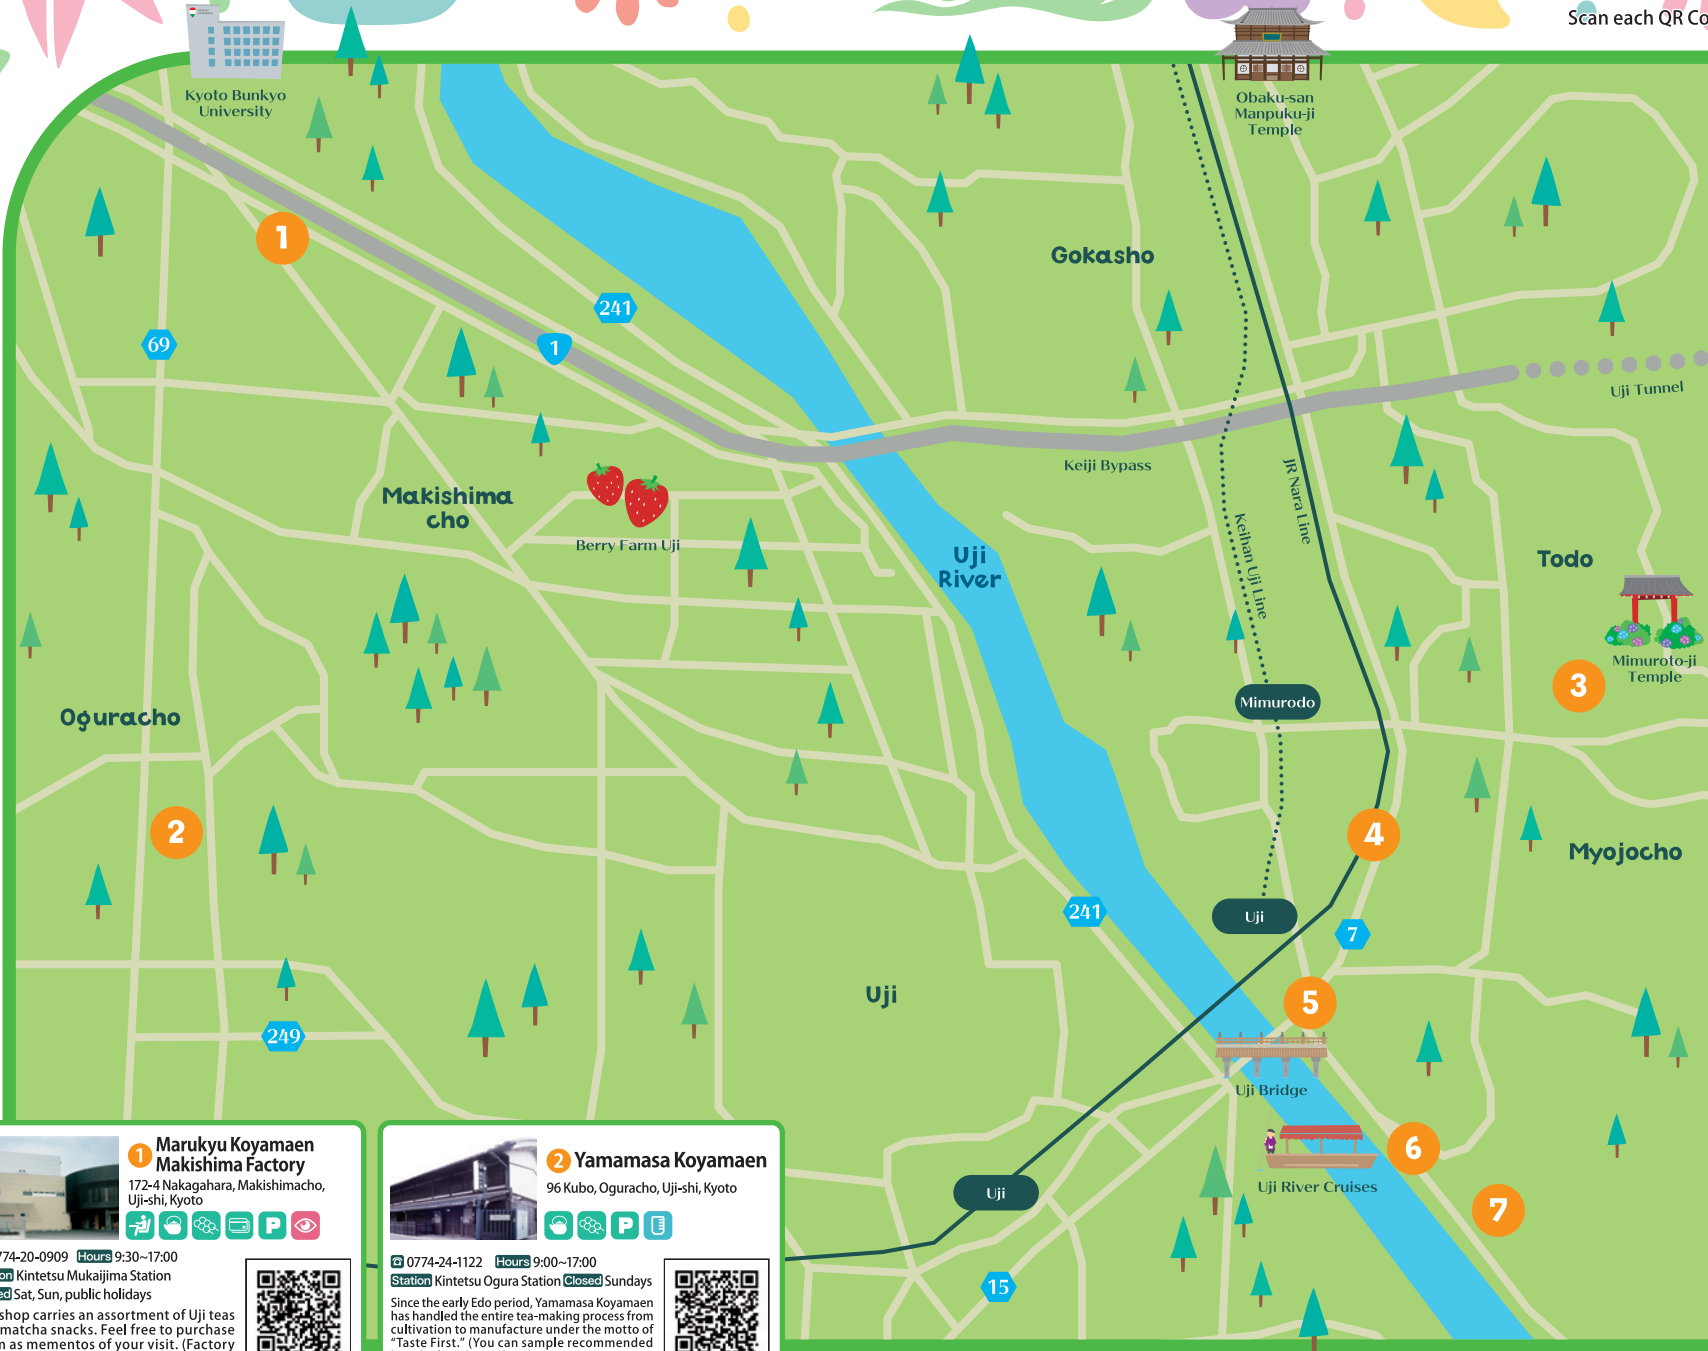 Scan each QR Co
Kyoto Bunkyo
University
Obaku-san
Manpuku-ji
Temple
1
Gokasho
241
69
1
Uji Tunnel
Keiji Bypass
JR Nara Line
Makishima
cho
Berry Farm Uji
Keihan Uji Line
Uji
River
Todo
Mimuroto-ji
Temple
3
Mimurodo
Oguracho
2
4
Myojocho
241
Uji
7
Uji
5
249
Uji Bridge
6
Uji River Cruises
Uji
7
15
1 Marukyu Koyamaen
Makishima Factory
172-4 Nakagahara, Makishimacho,
Uji-shi, Kyoto
P
774-20-0909 Hours 9:30~17:00
on Kintetsu Mukaijima Station
ed Sat, Sun, public holidays
shop carries an assortment of Uji teas
matcha snacks. Feel free to purchase
m as mementos of your visit. (Factory
2 Yamamasa Koyamaen
96 Kubo, Oguracho, Uji-shi, Kyoto
P
☎ 0774-24-1122 Hours 9:00~17:00
Station Kintetsu Ogura Station Closed Sundays
Since the early Edo period, Yamamasa Koyamaen
has handled the entire tea-making process from
cultivation to manufacture under the motto of
“Taste First.” (You can sample recommended